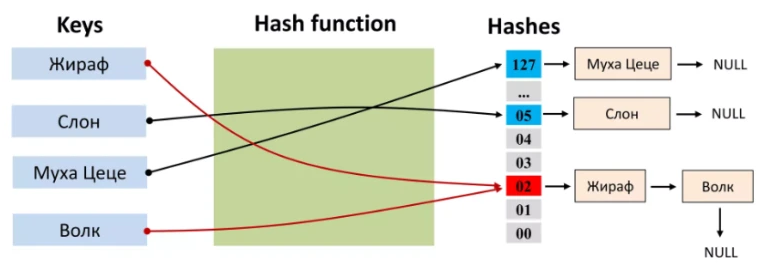 Keys
Hash function
Hashes
Жираф
Слон
Муха Цеце
Волк
127
...
05
04
03
02
01
00
Муха Цеце
NULL
Слон
NULL
Жираф
Волк
NULL